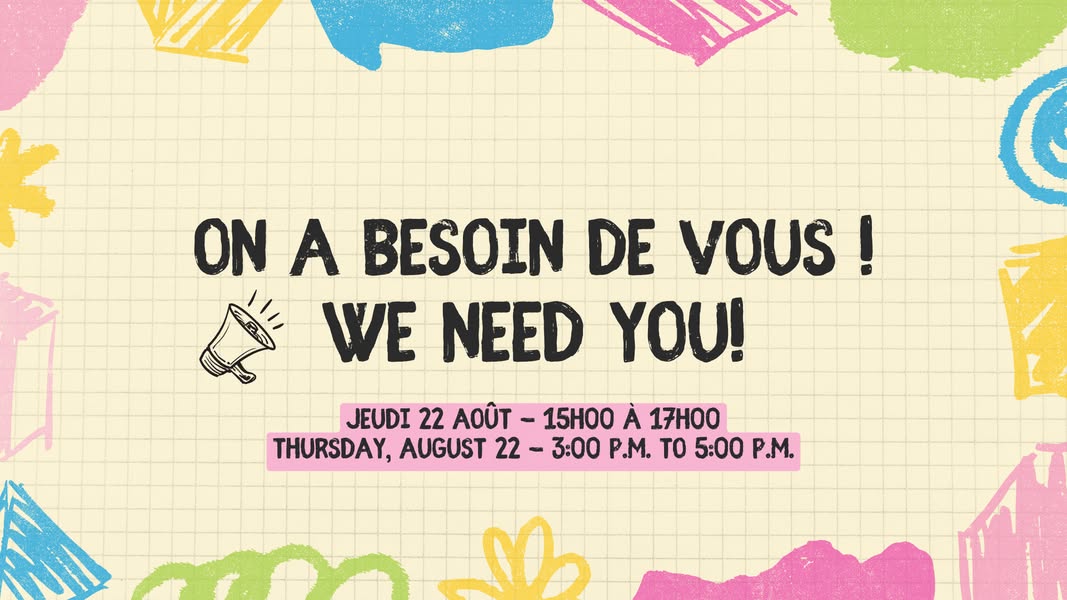 ON A BESOIN DE VOUS !
WE NEED YOU!
JEUDI 22 AOÛT – 15H00 À 17H00
THURSDAY, AUGUST 22 – 3:00 P.M. TO 5:00 P.M.